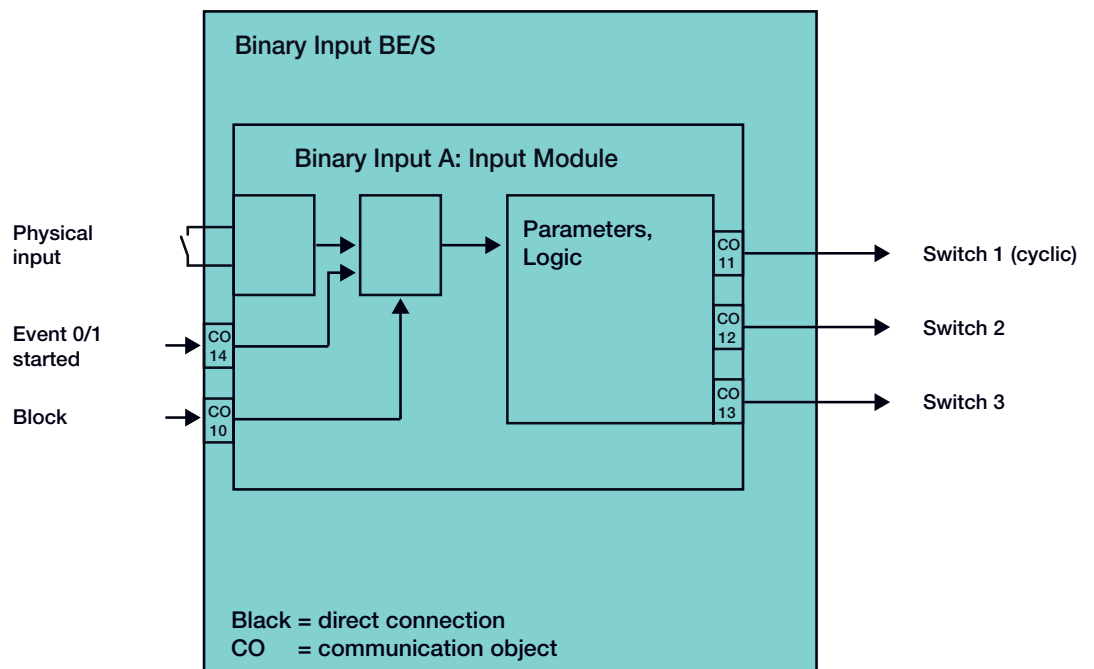 Binary Input BE/S
Binary Input A: Input Module
Physical
input
Parameters,
Logic
CO
11
Switch 1 (cyclic)
Event 0/1
started
CO
14
CO
12
Switch 2
Block
CO
10
CO
13
Switch 3
Black = direct connection
CO = communication object